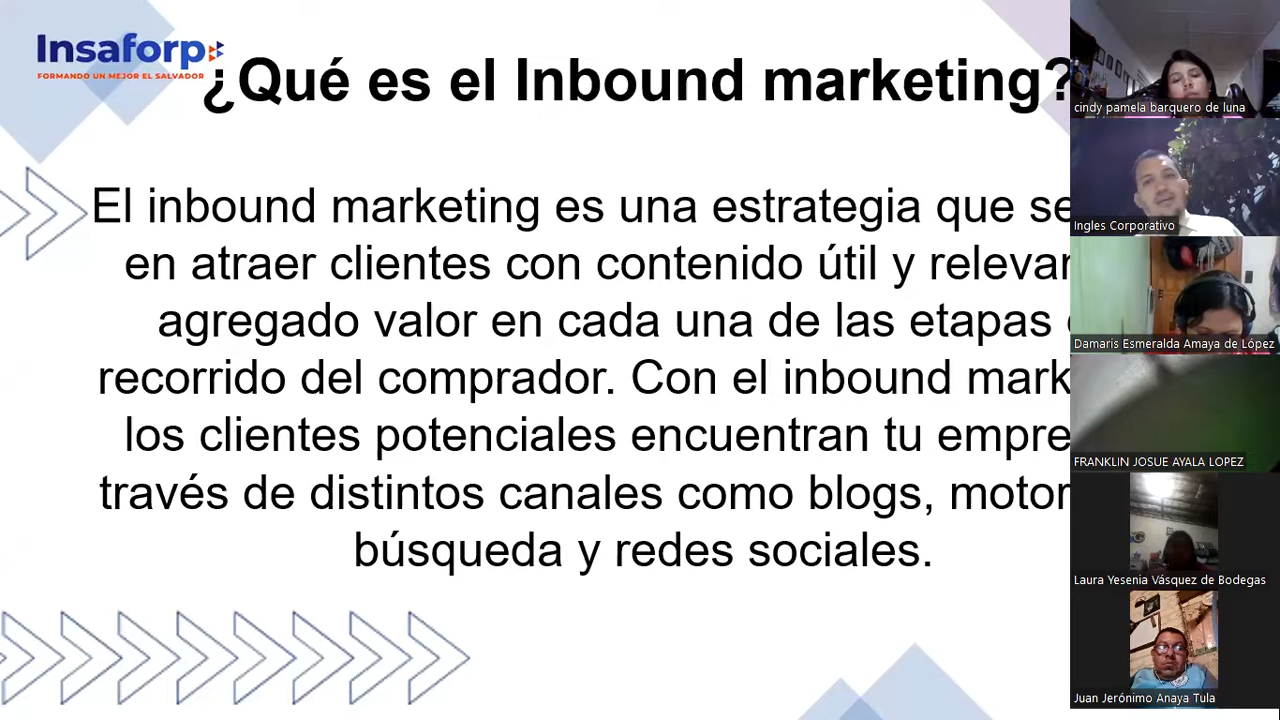 Insaforp
FORMANDO UN MEJOR EL SALVADOR
¿Qué es el Inbound marketing?
El inbound marketing es una estrategia que se
en atraer clientes con contenido útil y
agregado valor en cada una de las etapas
recorrido del comprador. Con el inbound
los clientes potenciales encuentran tu
través de distintos canales como blogs,
búsqueda y redes sociales.
cindy pamela barquero de luna
Ingles Corporativo
Damaris Esmeralda Amaya de López
FRANKLIN JOSUE AYALA LOPEZ
Laura Yesenia Vásquez de Bodegas
Juan Jerónimo Anaya Tula